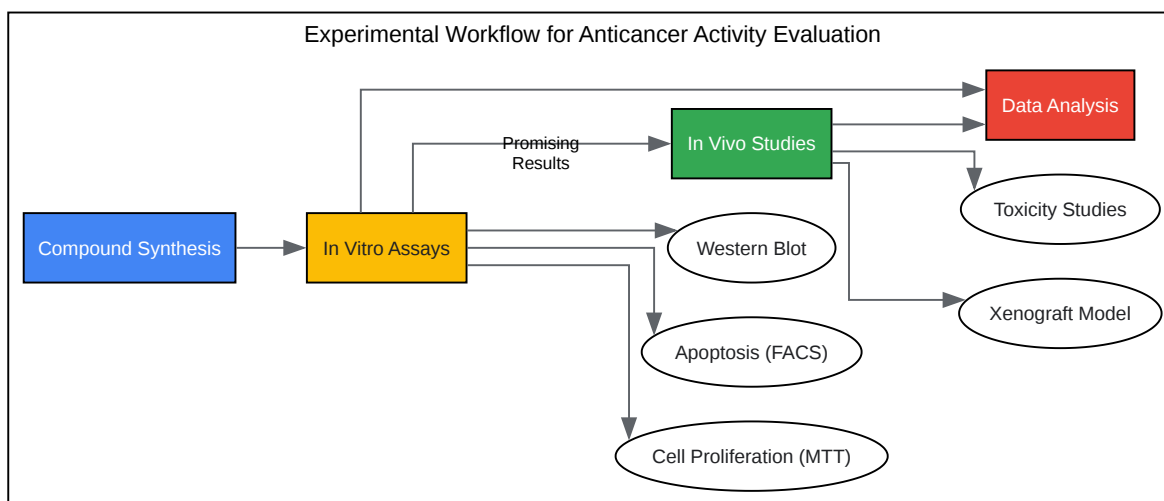 Experimental Workflow for Anticancer Activity Evaluation
Data Analysis
Promising
Results
In Vivo Studies
Toxicity Studies
Compound Synthesis
In Vitro Assays
Western Blot
Xenograft Model
Apoptosis (FACS)
Cell Proliferation (MTT)